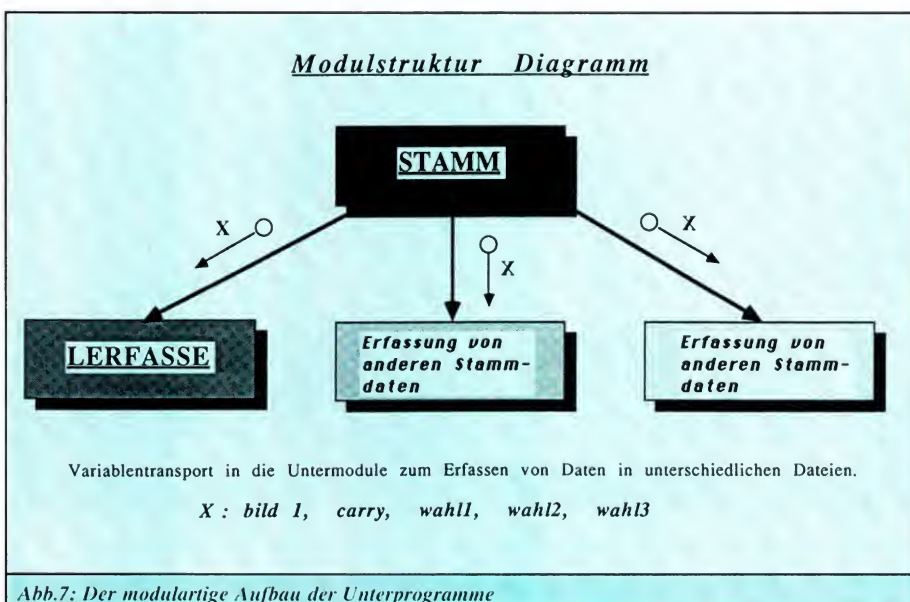 Modulstruktur Diagramm
STAMM
X
X
X
LERFASSE
Erfassung von
anderen Stamm-
daten
Erfassung von
anderen Stamm-
daten
Variablentransport in die Untermodule zum Erfassen von Daten in unterschiedlichen Dateien.
X : bild 1, carry, wahl1, wahl2, wahl3
Abb.7: Der modulartige Aufbau der Unterprogramme